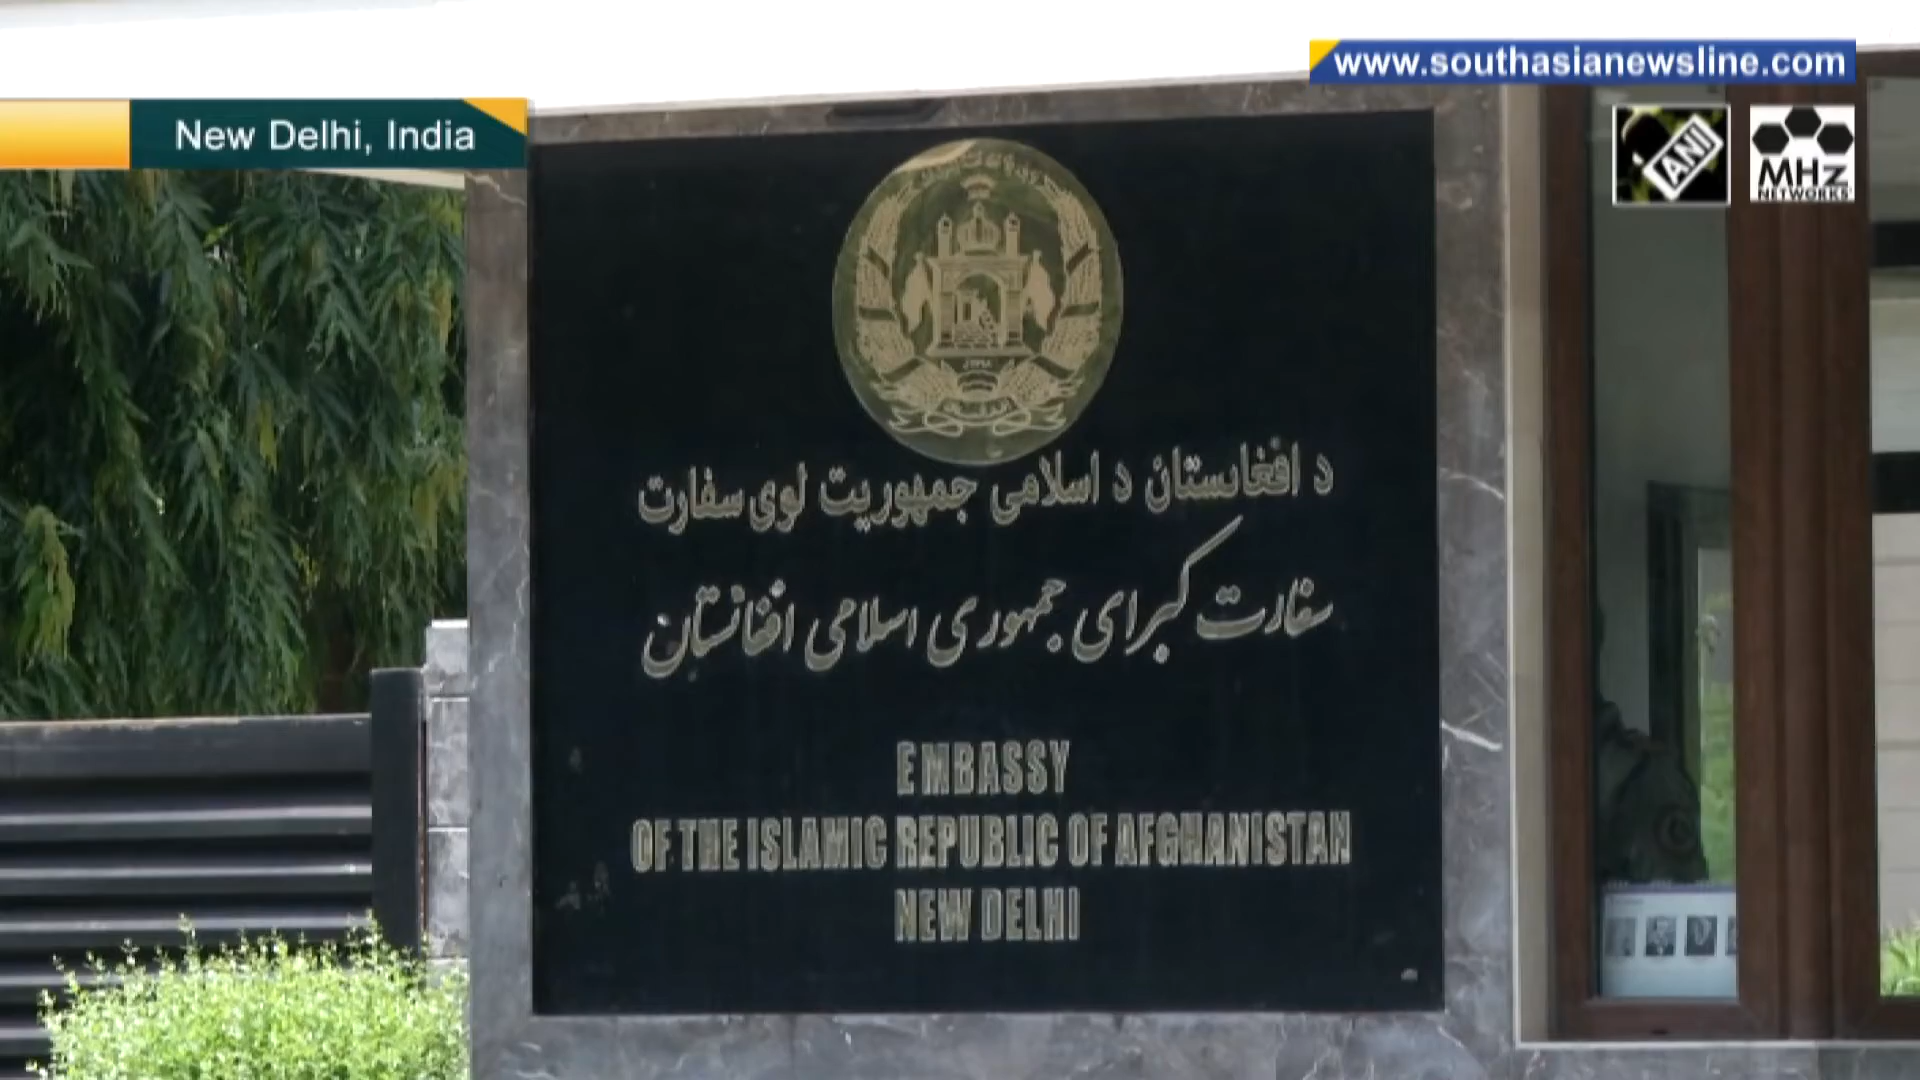 www.southasianewsline.com
New Delhi, India
ANI
MHz
NETWORKS
د افغانستان د اسلامی جمهوریت لوی سفارت
سفارت کبرای جمهوری اسلامی افغانستان
EMBASSY
OF THE ISLAMIC REPUBLIC OF AFGHANISTAN
NEW DELHI